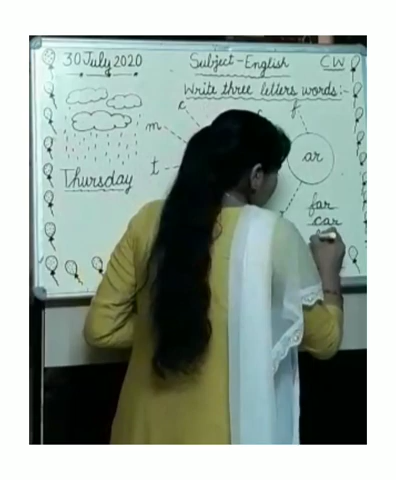 30 July 2020
Subject-English
CW
Write three letters words:-
c
f
m
ar
t
Thursday
far
car